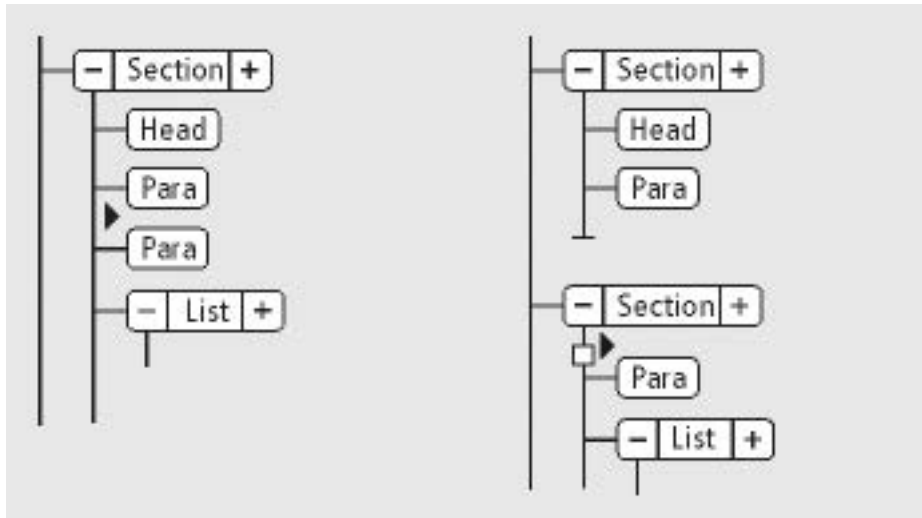 − Section +
Head
Para
Para
− List +
− Section +
Head
Para
− Section +
Para
− List +